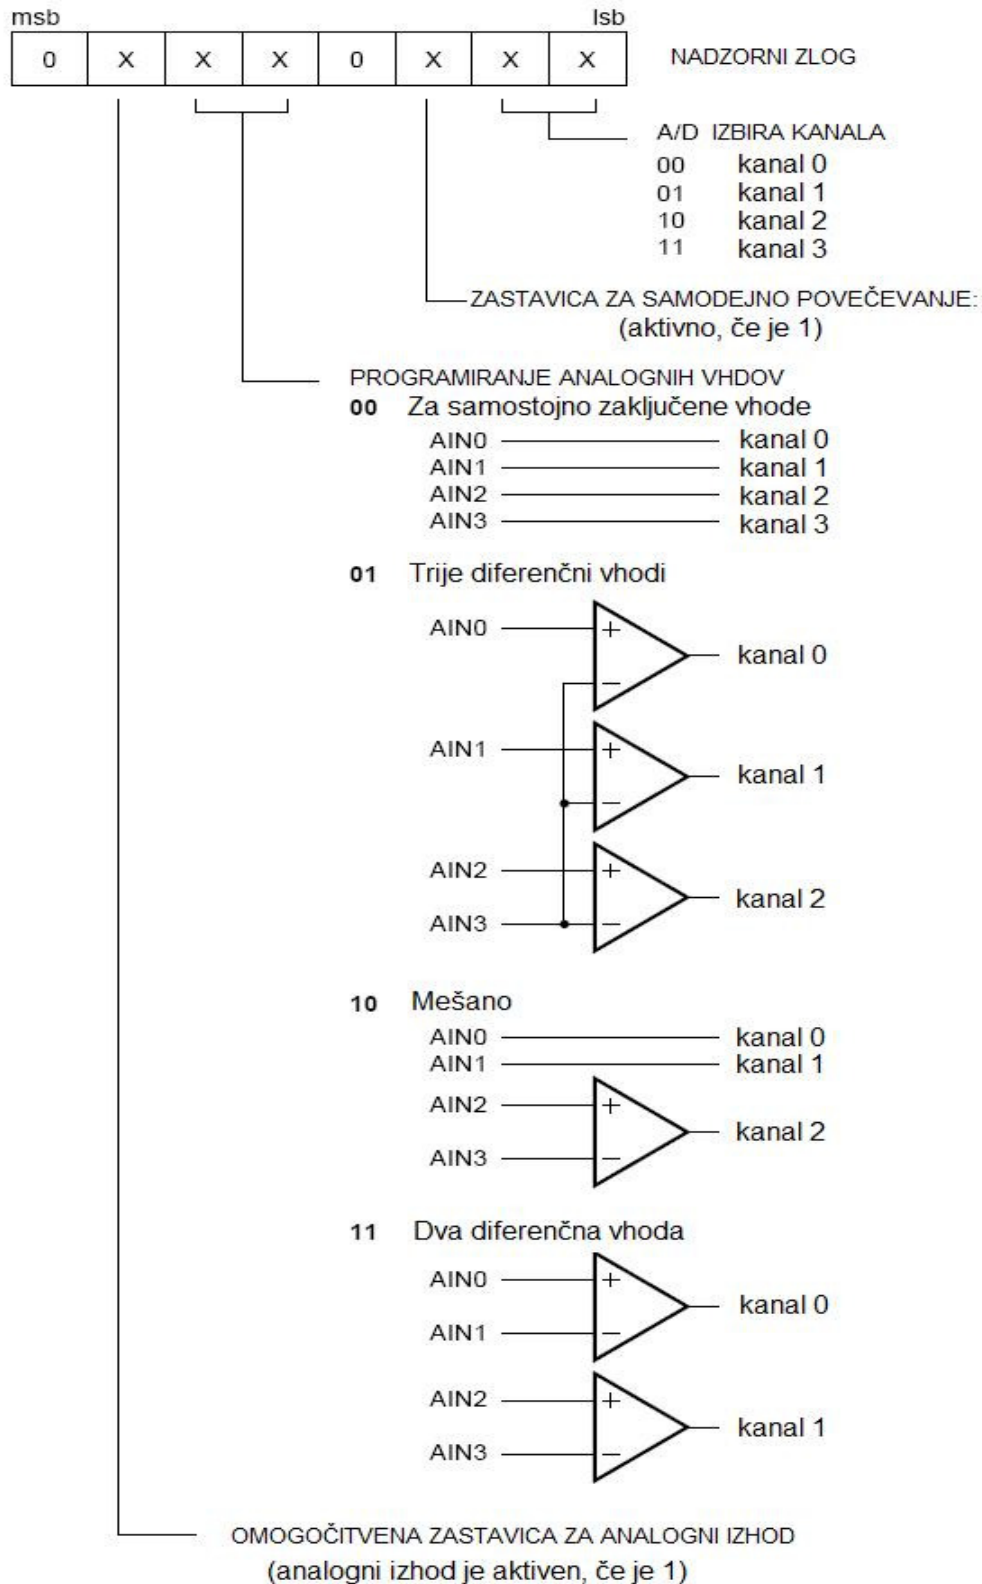 msb lsb
0 X X X 0 X X X NADZORNI ZLOG
A/D IZBIRA KANALA
00 kanal 0
01 kanal 1
10 kanal 2
11 kanal 3
ZASTAVICA ZA SAMODEJNO POVEČEVANJE:
(aktivno, če je 1)
PROGRAMIRANJE ANALOGNIH VHDOV
00 Za samostojno zaključene vhode
AIN0 kanal 0
AIN1 kanal 1
AIN2 kanal 2
AIN3 kanal 3
01 Trije diferenčni vhodi
AIN0 +
kanal 0
−
AIN1 +
kanal 1
−
AIN2 +
kanal 2
AIN3 −
10 Mešano
AIN0 kanal 0
AIN1 kanal 1
AIN2 +
kanal 2
AIN3 −
11 Dva diferenčna vhoda
AIN0 +
kanal 0
AIN1 −
AIN2 +
kanal 1
AIN3 −
OMOGOČITVENA ZASTAVICA ZA ANALOGNI IZHOD
(analogni izhod je aktiven, če je 1)